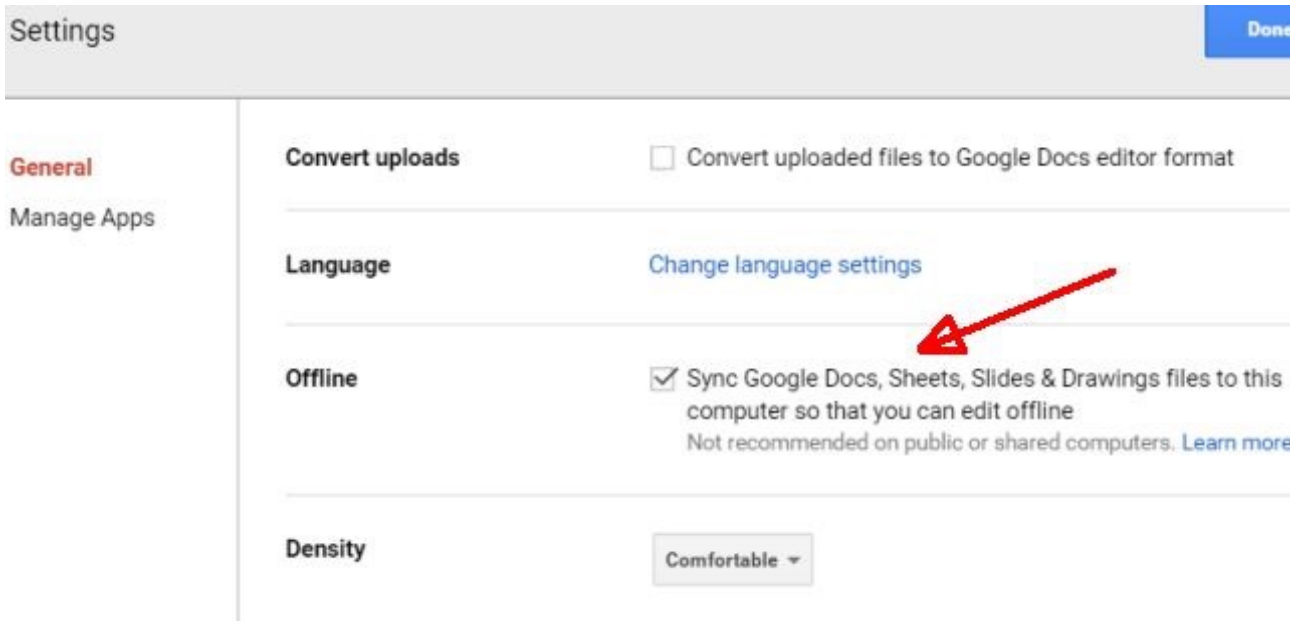 Settings
Done
General
Manage Apps
Convert uploads
Convert uploaded files to Google Docs editor format
Language
Change language settings
Offline
Sync Google Docs, Sheets, Slides & Drawings files to this
computer so that you can edit offline
Not recommended on public or shared computers. Learn more
Density
Comfortable